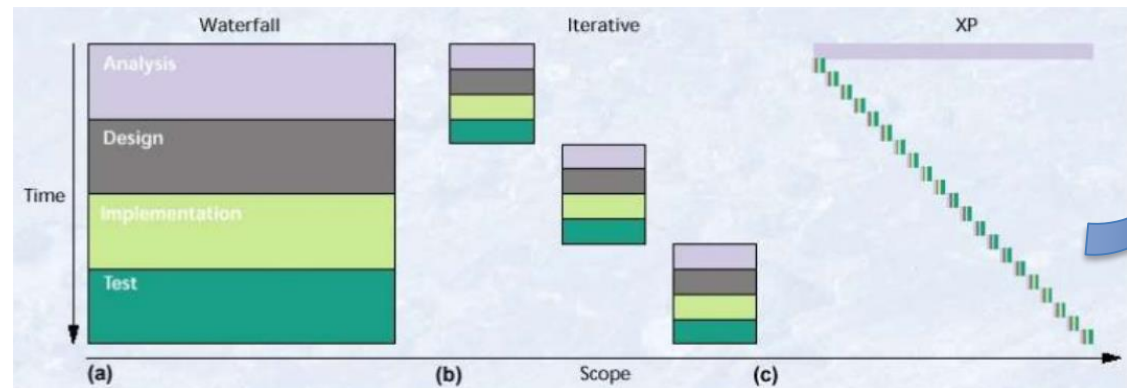 Waterfall
Iterative
XP
Analysis
Design
Time
Implementation
Test
(a)
(b)
Scope
(c)